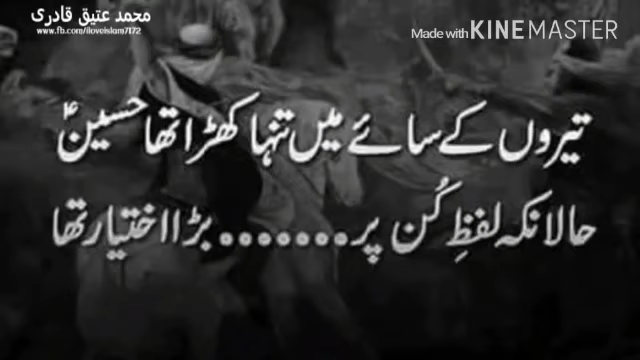 محمد عتیق قادری
www.fb.com/iloveislam7172
Made with KINEMASTER
تیروں کے سائے میں تنہا کھڑا تھا حسینؑ
حالانکہ لفظِ کُن پر........بڑا اختیار تھا